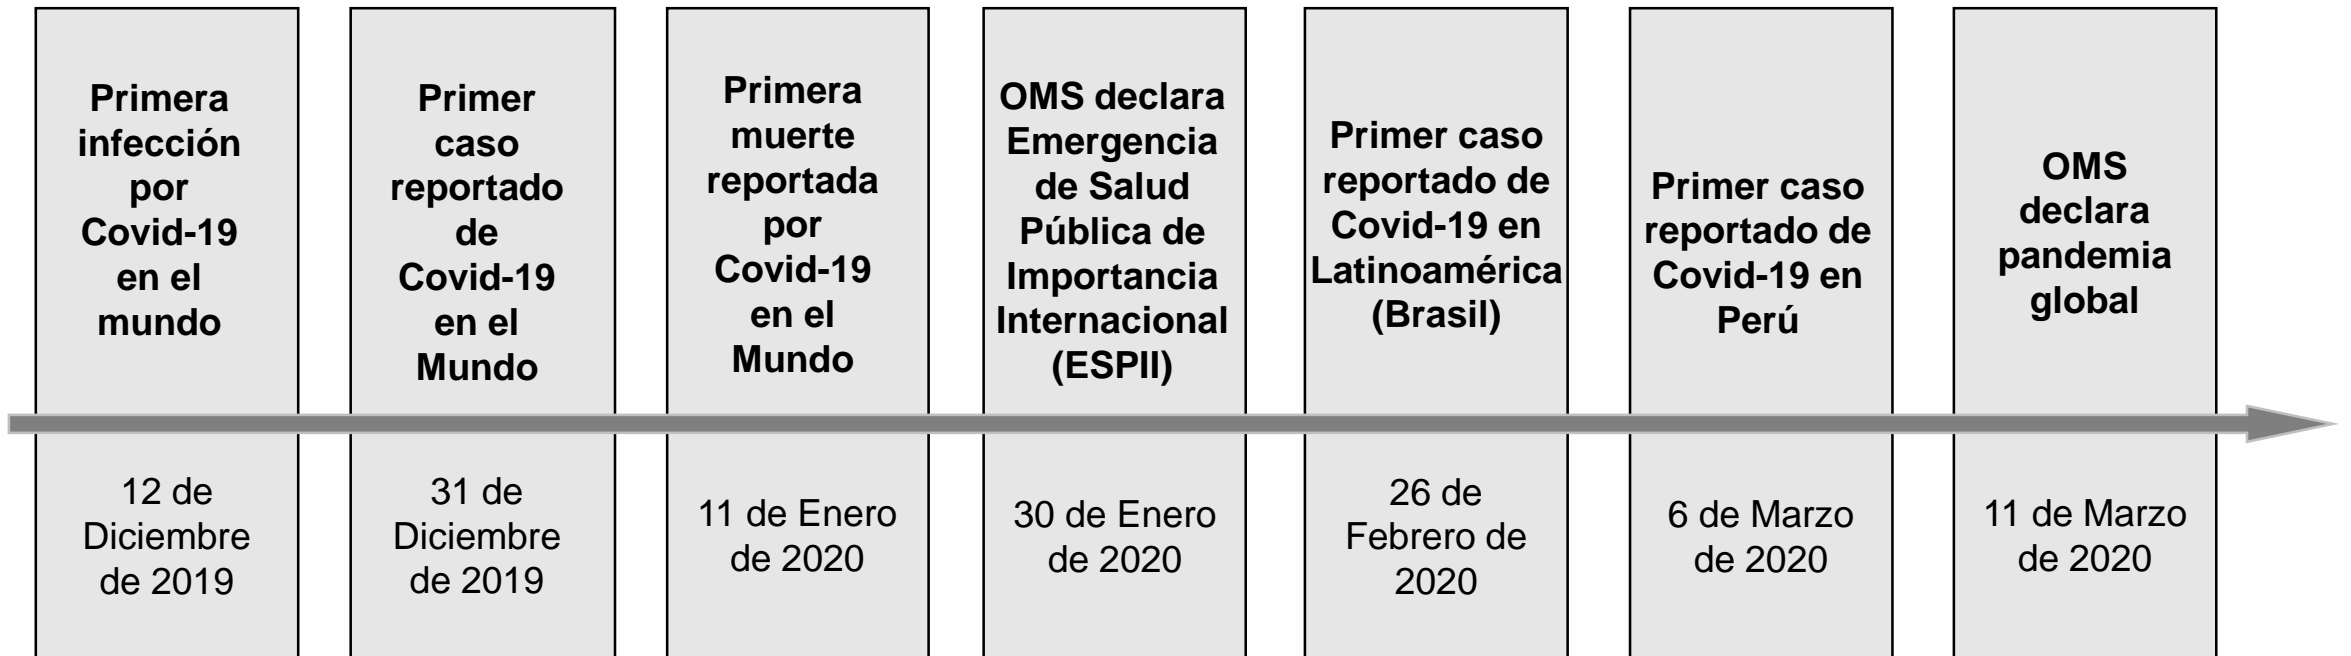 Primera
infección
por
Covid-19
en el
mundo
12 de
Diciembre
de 2019
Primer
caso
reportado
de
Covid-19
en el
Mundo
31 de
Diciembre
de 2019
Primera
muerte
reportada
por
Covid-19
en el
Mundo
11 de Enero
de 2020
OMS declara
Emergencia
de Salud
Pública de
Importancia
Internacional
(ESPII)
30 de Enero
de 2020
Primer caso
reportado de
Covid-19 en
Latinoamérica
(Brasil)
26 de
Febrero de
2020
Primer caso
reportado de
Covid-19 en
Perú
6 de Marzo
de 2020
OMS
declara
pandemia
global
11 de Marzo
de 2020